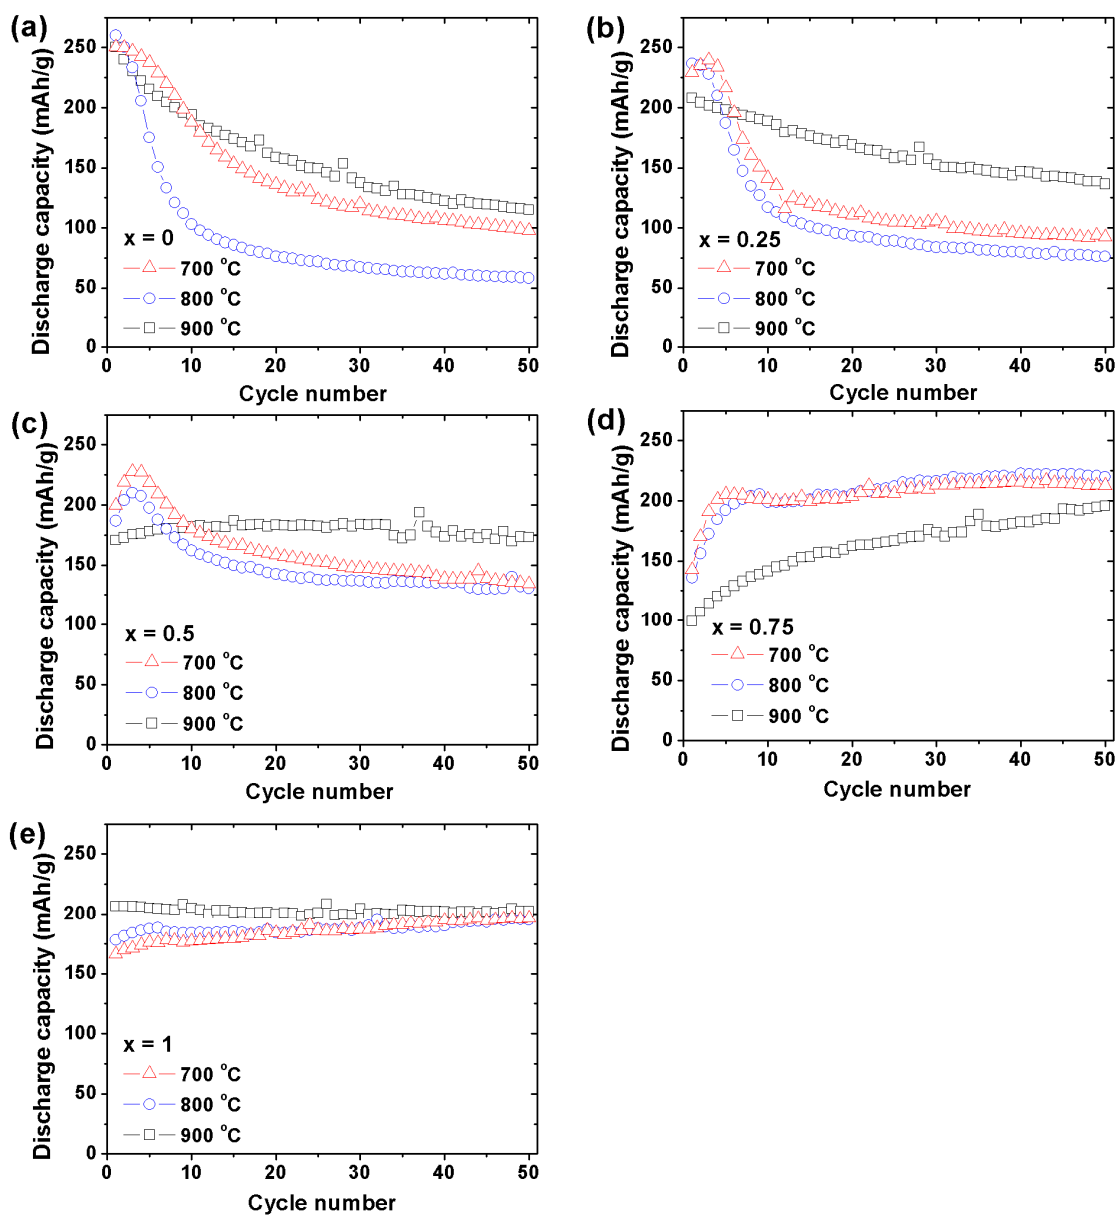 (a)
Discharge capacity (mAh/g)
250
200
150
100
50
0
x = 0
700 °C
800 °C
900 °C
0 10 20 30 40 50
Cycle number
(b)
Discharge capacity (mAh/g)
250
200
150
100
50
0
x = 0.25
700 °C
800 °C
900 °C
0 10 20 30 40 50
Cycle number
(c)
Discharge capacity (mAh/g)
250
200
150
100
50
0
x = 0.5
700 °C
800 °C
900 °C
0 10 20 30 40 50
Cycle number
(d)
Discharge capacity (mAh/g)
250
200
150
100
50
0
x = 0.75
700 °C
800 °C
900 °C
0 10 20 30 40 50
Cycle number
(e)
Discharge capacity (mAh/g)
250
200
150
100
50
0
x = 1
700 °C
800 °C
900 °C
0 10 20 30 40 50
Cycle number